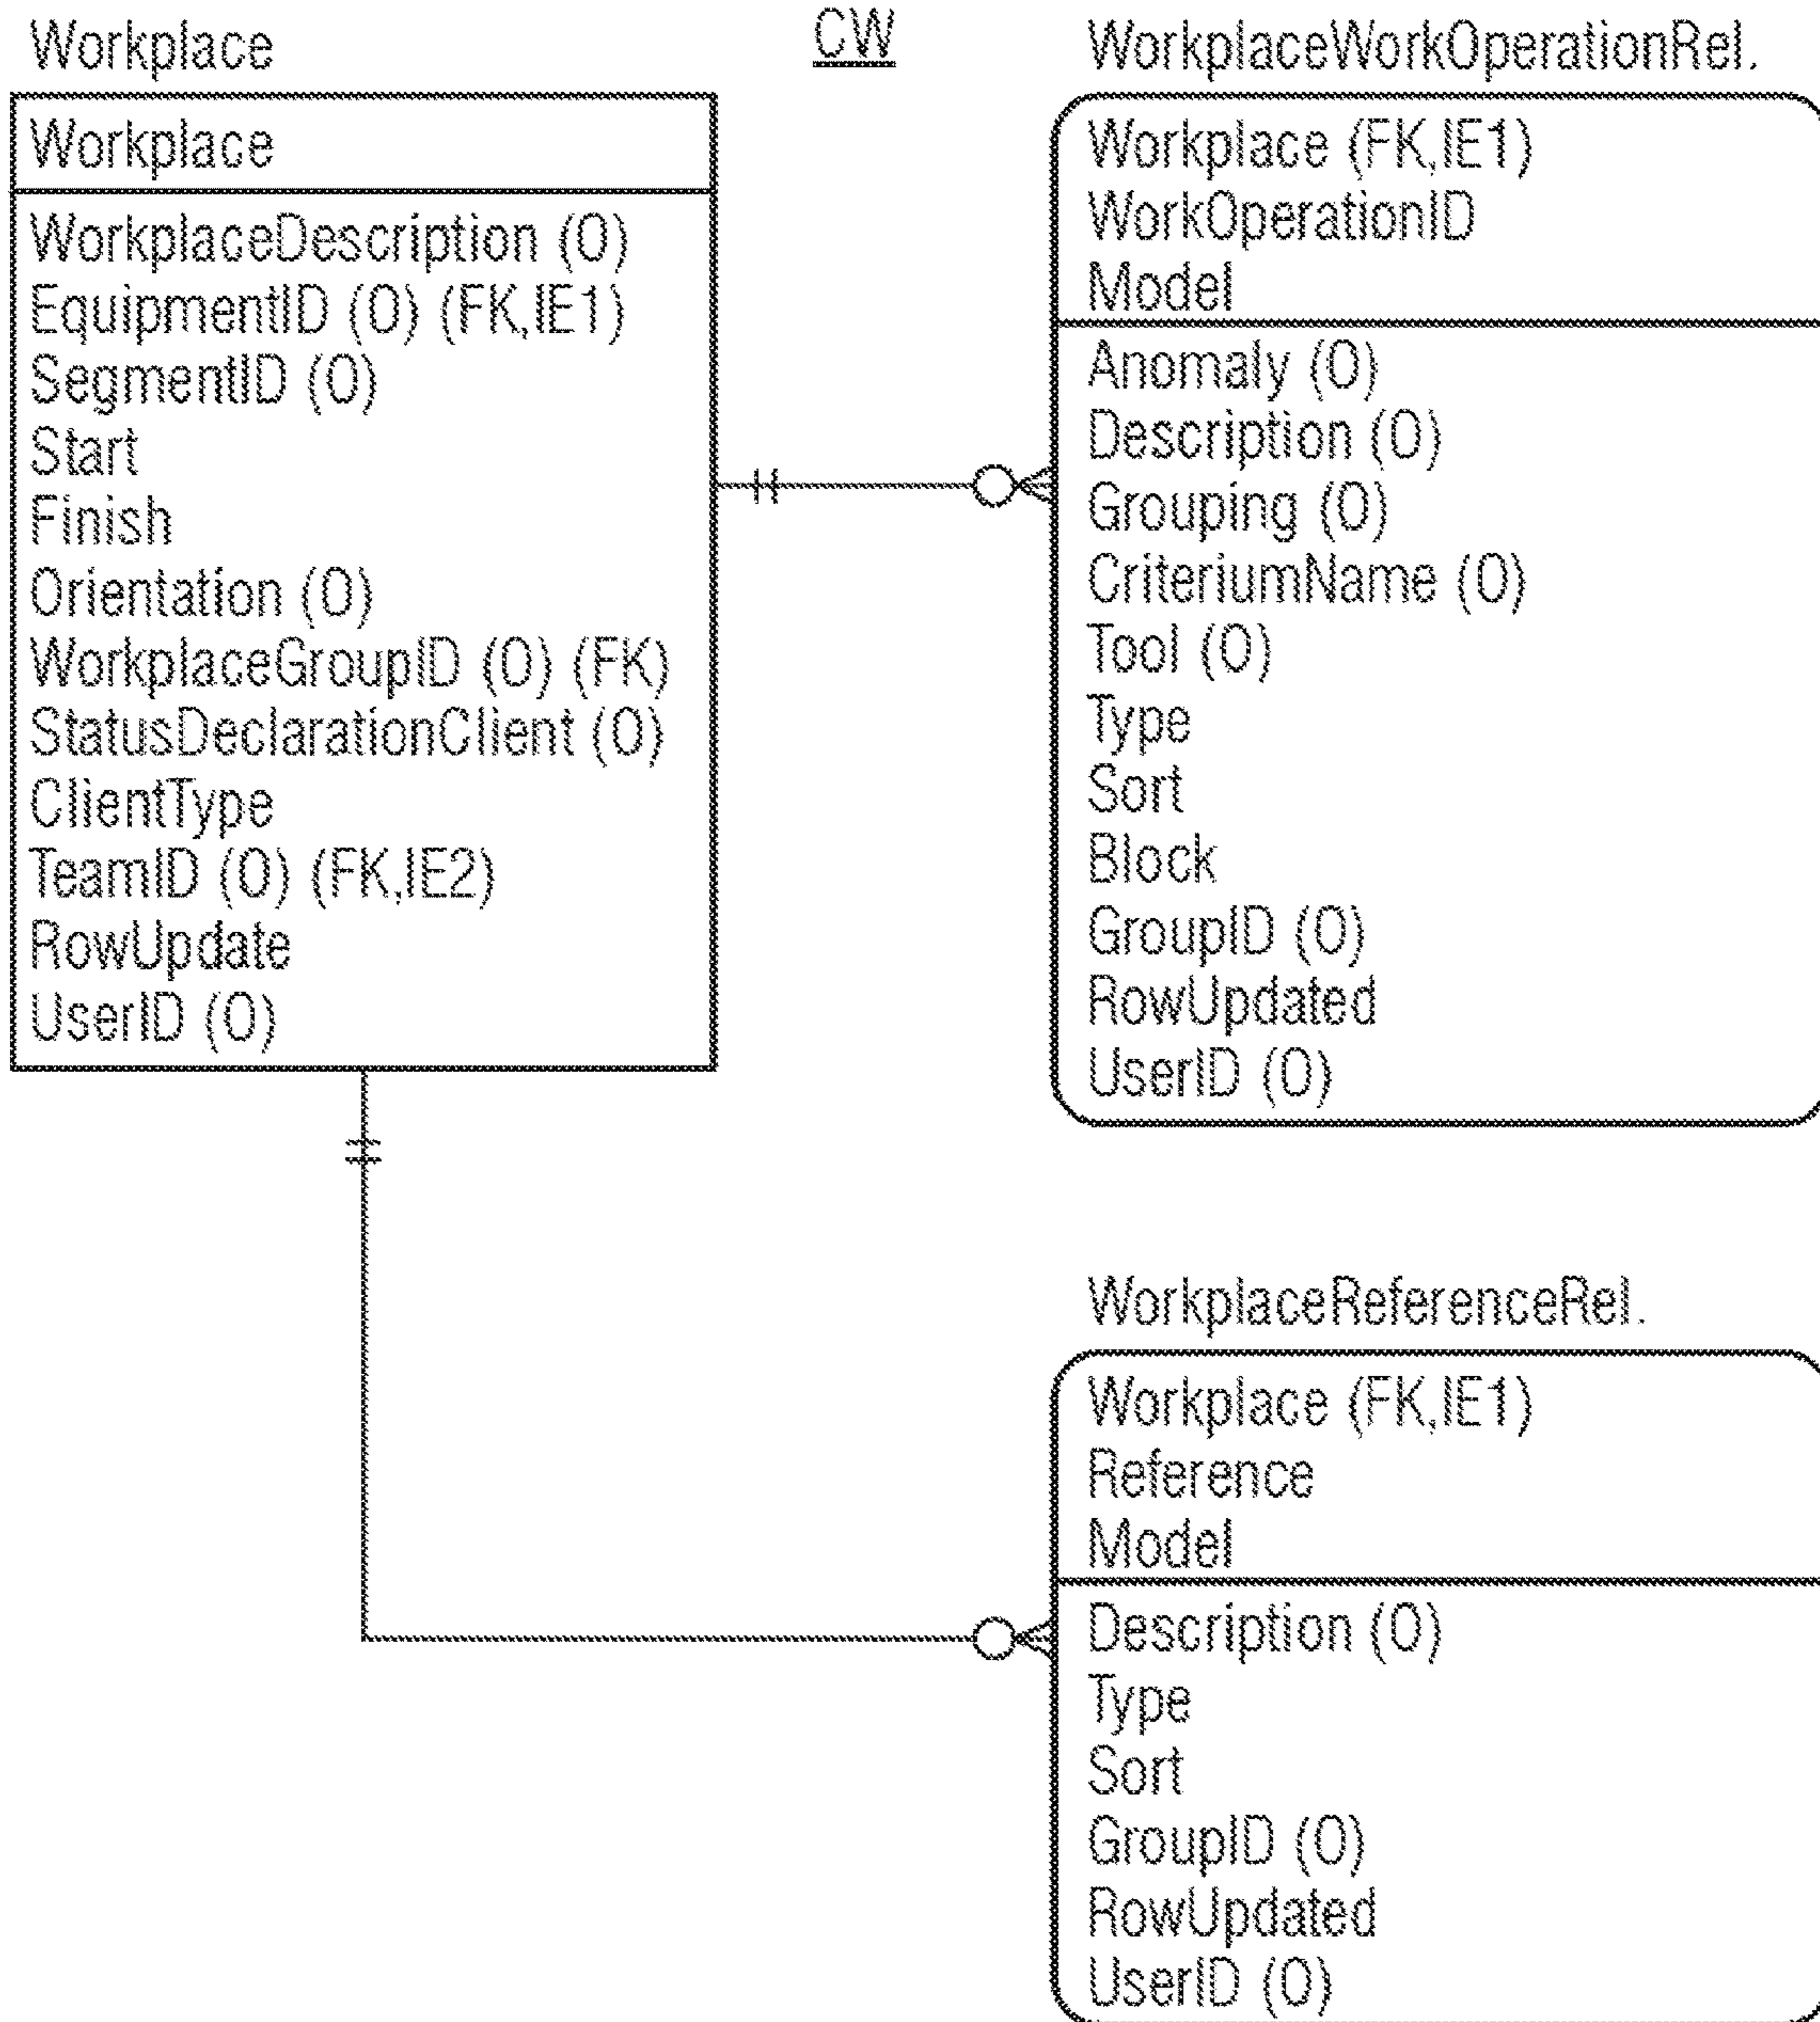 Workplace
Workplace
WorkplaceDescription (O)
EquipmentID (O) (FK,IE1)
SegmentID (O)
Start
Finish
Orientation (O)
WorkplaceGroupID (O) (FK)
StatusDeclarationClient (O)
ClientType
TeamID (O) (FK,IE2)
RowUpdate
UserID (O)
CW
WorkplaceWorkOperationRel.
Workplace (FK,IE1)
WorkOperationID
Model
Anomaly (O)
Description (O)
Grouping (O)
CriteriumName (O)
Tool (O)
Type
Sort
Block
GroupID (O)
RowUpdated
UserID (O)
WorkplaceReferenceRel.
Workplace (FK,IE1)
Reference
Model
Description (O)
Type
Sort
GroupID (O)
RowUpdated
UserID (O)